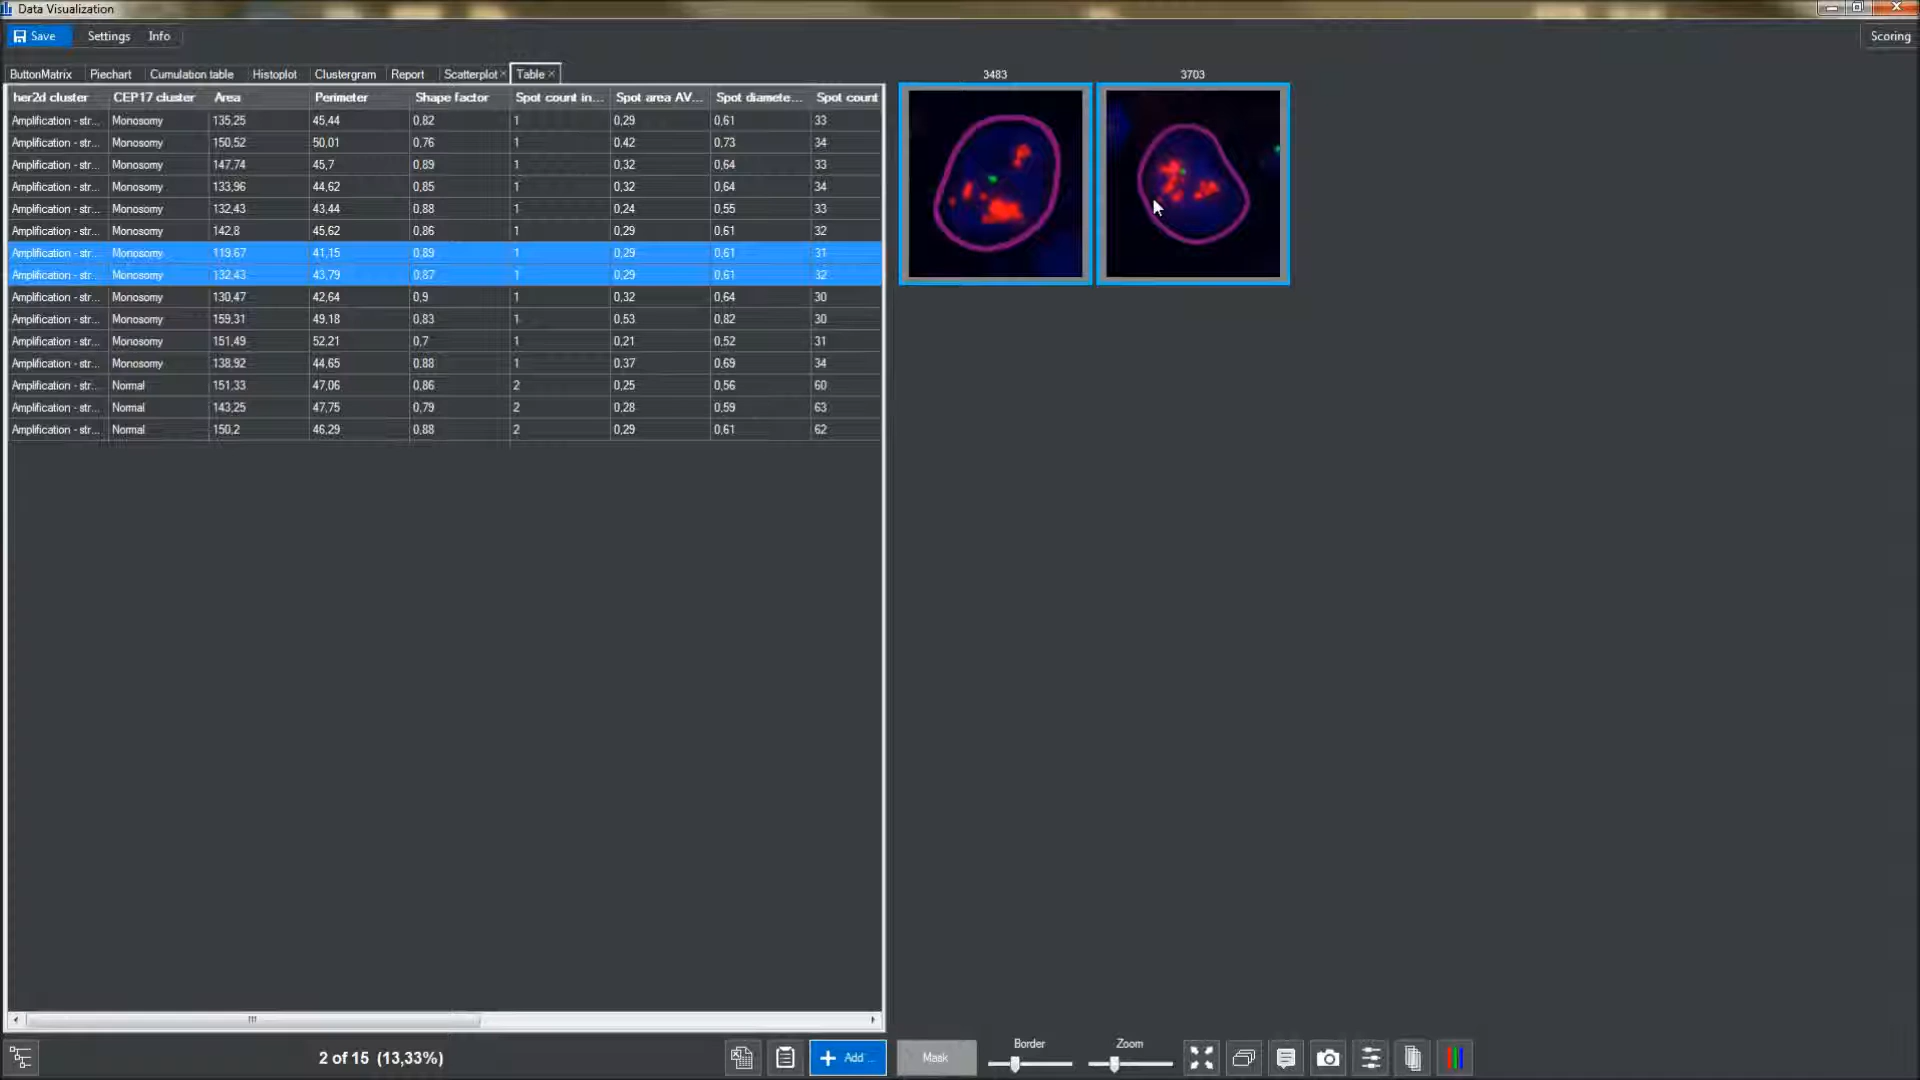 Data Visualization
Save Settings Info Scoring
ButtonMatrix Piechart Cumulation table Histoplot Clustergram Report Scatterplot × Table ×
her2d cluster CEP17 cluster Area Perimeter Shape factor Spot count in... Spot area AV... Spot diamete... Spot count
Amplification - str... Monosomy 135,25 45,44 0,82 1 0,29 0,61 33
Amplification - str... Monosomy 150,52 50,01 0,76 1 0,42 0,73 34
Amplification - str... Monosomy 147,74 45,7 0,89 1 0,32 0,64 33
Amplification - str... Monosomy 133,96 44,62 0,85 1 0,32 0,64 34
Amplification - str... Monosomy 132,43 43,44 0,88 1 0,24 0,55 33
Amplification - str... Monosomy 142,8 45,62 0,86 1 0,29 0,61 32
Amplification - str... Monosomy 119,67 41,15 0,89 1 0,29 0,61 31
Amplification - str... Monosomy 132,43 43,79 0,87 1 0,29 0,61 32
Amplification - str... Monosomy 130,47 42,64 0,9 1 0,32 0,64 30
Amplification - str... Monosomy 159,31 49,18 0,83 1 0,53 0,82 30
Amplification - str... Monosomy 151,49 52,21 0,7 1 0,21 0,52 31
Amplification - str... Monosomy 138,92 44,65 0,88 1 0,37 0,69 34
Amplification - str... Normal 151,33 47,06 0,86 2 0,25 0,56 60
Amplification - str... Normal 143,25 47,75 0,79 2 0,28 0,59 63
Amplification - str... Normal 150,2 46,29 0,88 2 0,29 0,61 62
3483 3703
2 of 15 (13,33%)
+ Add ...
Mask
Border
Zoom